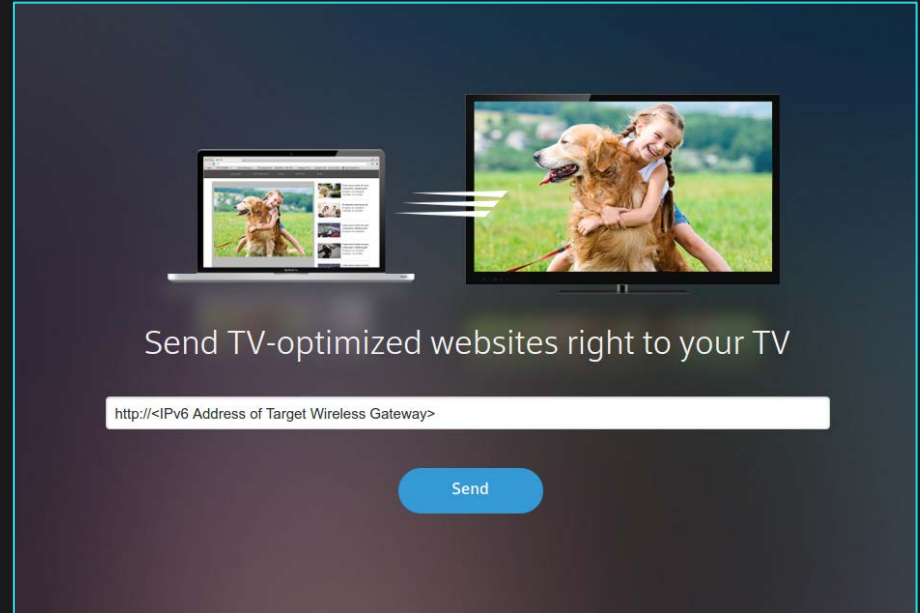 Send TV-optimized websites right to your TV
http://<IPv6 Address of Target Wireless Gateway>
Send